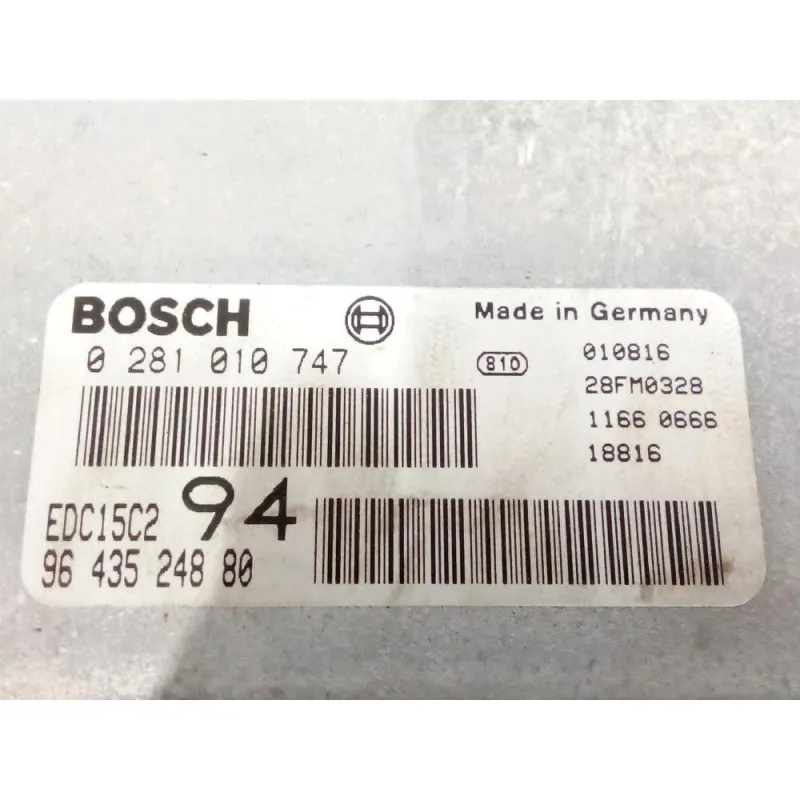 BOSCH
Made in Germany
0 281 010 747
810
010816
28FM0328
1166 0666
18816
EDC15C2
94
96 435 248 80